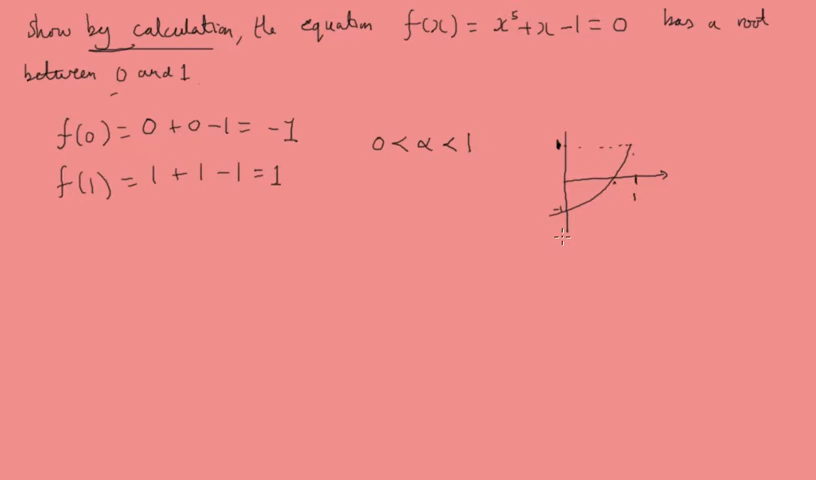 Show by calculation, the equation f(x) = x⁵+x-1=0 has a root
between 0 and 1
f(0) = 0 + 0 - 1 = -1
0 < α < 1
f(1) = 1 + 1 - 1 = 1
-1
1